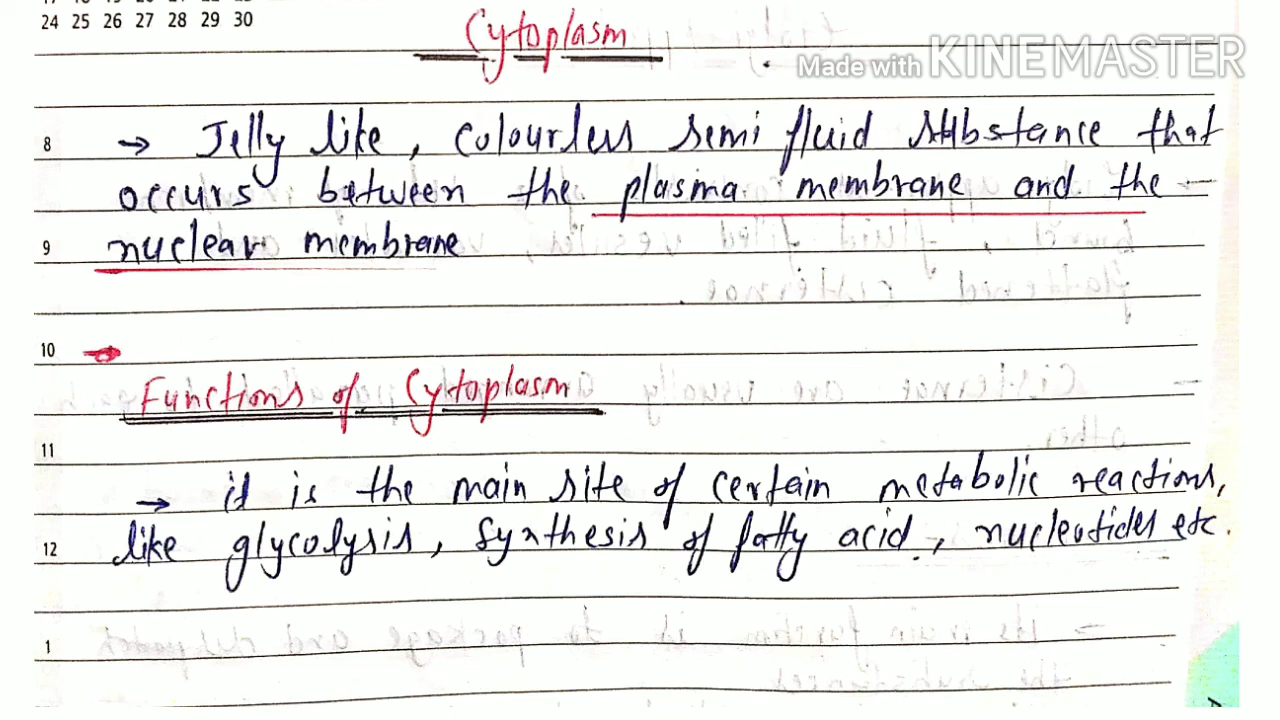 24 25 26 27 28 29 30
Cytoplasm
Made with KINEMASTER
8 → Jelly like, colourless semi fluid substance that
occurs between the plasma membrane and the
9 nuclear membrane
10
Functions of Cytoplasm
11
→ it is the main site of certain metabolic reactions,
12 like glycolysis, synthesis of fatty acid, nucleotides etc.
1